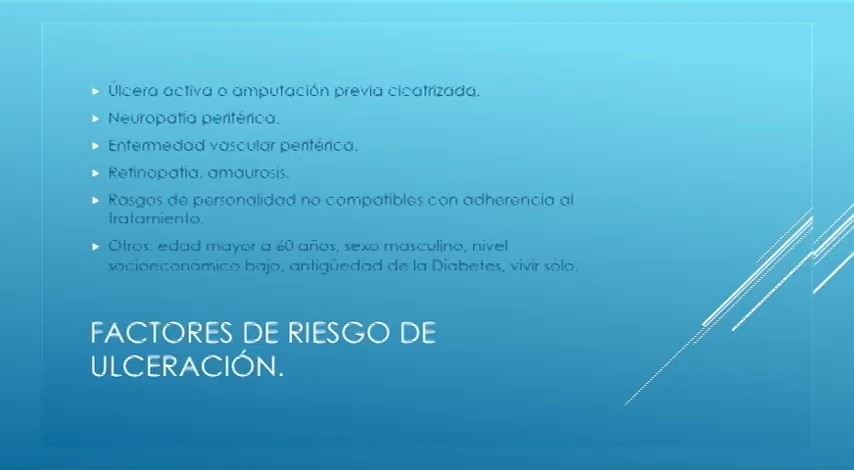 Úlcera activa o amputación previa cicatrizada.
Neuropatía periférica.
Enfermedad vascular periférica.
Retinopatía, amaurosis.
Rasgos de personalidad no compatibles con adherencia al
tratamiento.
Otros: edad mayor a 60 años, sexo masculino, nivel
socioeconómico bajo, antigüedad de la Diabetes, vivir sólo.
FACTORES DE RIESGO DE
ULCERACIÓN.